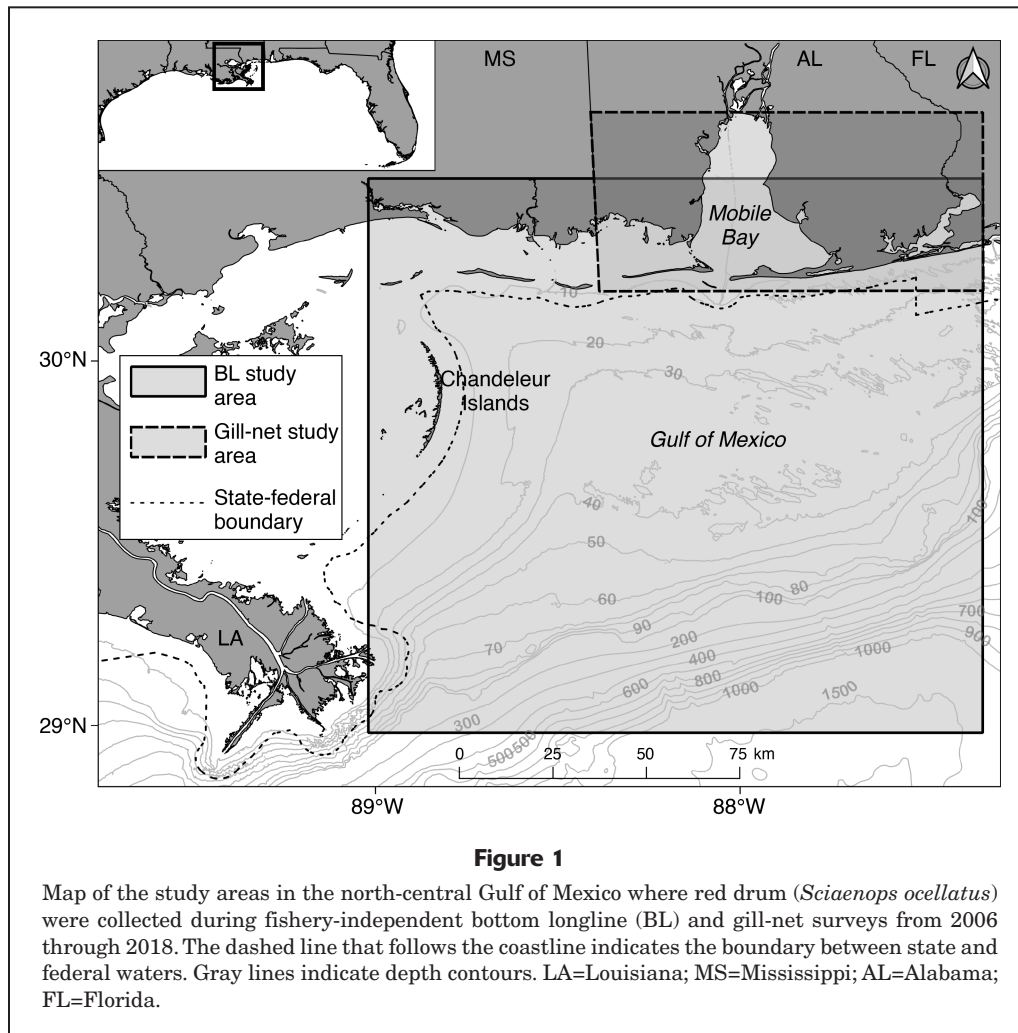 MS
AL
FL
Mobile
Bay
10
20
30
30°N
Chandeleur
Islands
BL study
area
Gill-net study
area
State-federal
boundary
Gulf of Mexico
40
50
100
60
100
80
90
70
200
400
800
600
1000
1000
700
900
1500
300
500
500
LA
29°N
0 25 50 75 km
89°W
88°W
Figure 1
Map of the study areas in the north-central Gulf of Mexico where red drum (Sciaenops ocellatus)
were collected during fishery-independent bottom longline (BL) and gill-net surveys from 2006
through 2018. The dashed line that follows the coastline indicates the boundary between state and
federal waters. Gray lines indicate depth contours. LA=Louisiana; MS=Mississippi; AL=Alabama;
FL=Florida.